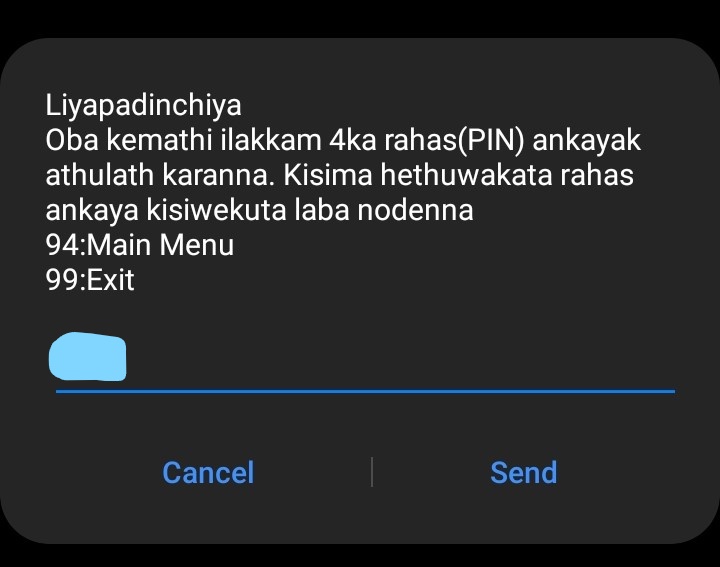 Liyapadinchiya
Oba kemathi ilakkam 4ka rahas(PIN) ankayak
athulath karanna. Kisima hethuwakata rahas
ankaya kisiwekuta laba nodenna
94:Main Menu
99:Exit
Cancel
Send